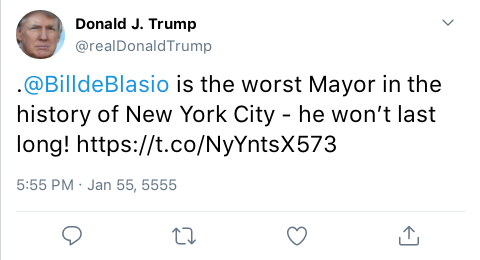 Donald J. Trump
@realDonaldTrump
.@BilldeBlasio is the worst Mayor in the
history of New York City - he won’t last
long! https://t.co/NyYntsX573
5:55 PM · Jan 55, 5555